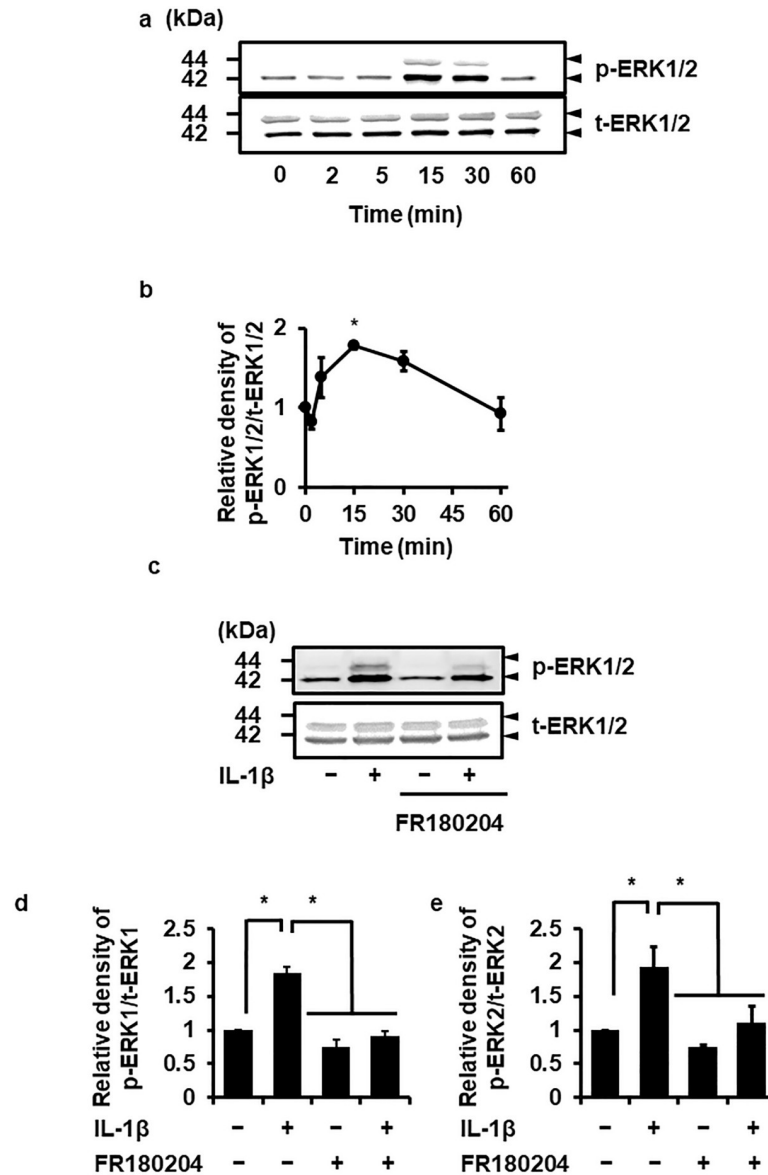 a (kDa)
44
42
p-ERK1/2
44
42
t-ERK1/2
0 2 5 15 30 60
Time (min)
b
Relative density of
p-ERK1/2/t-ERK1/2
*
2
1
0
0 15 30 45 60
Time (min)
c
(kDa)
44
42
p-ERK1/2
44
42
t-ERK1/2
IL-1β − + − +
FR180204
d
Relative density of
p-ERK1/t-ERK1
* *
2.5
2
1.5
1
0.5
0
IL-1β − + − +
FR180204 − − + +
e
Relative density of
p-ERK2/t-ERK2
* *
2.5
2
1.5
1
0.5
0
IL-1β − + − +
FR180204 − − + +